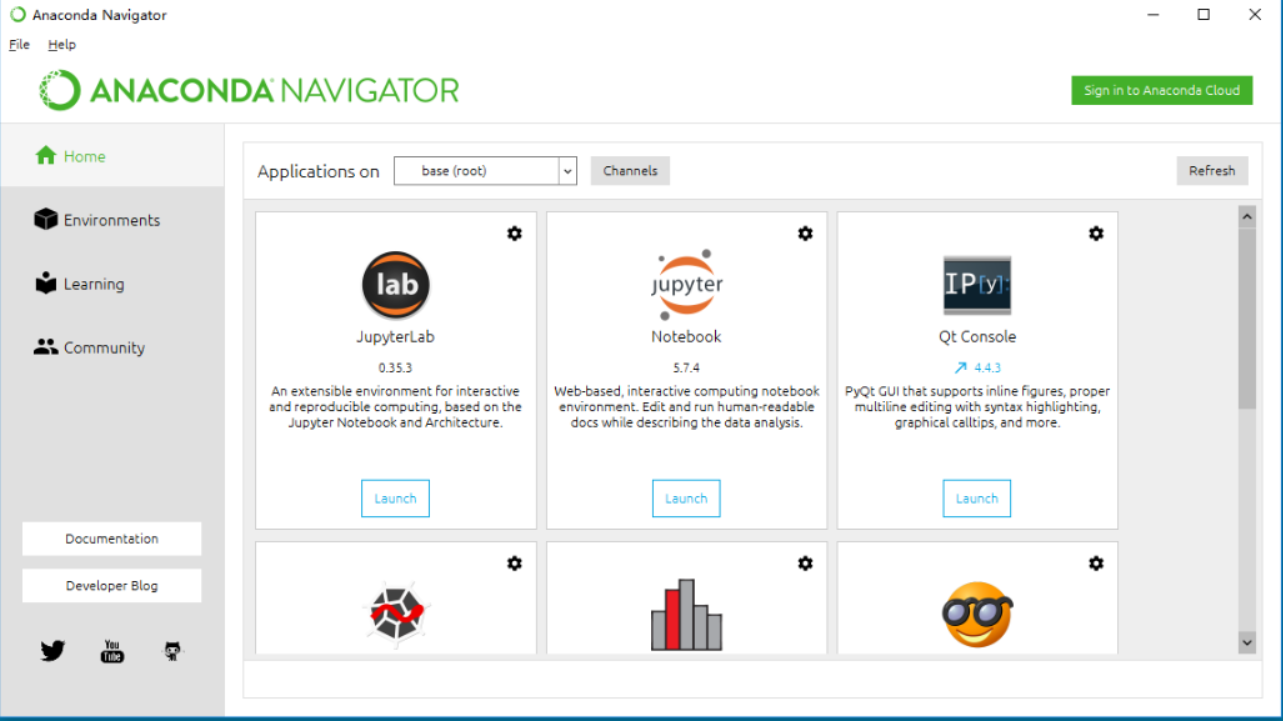 Anaconda Navigator
File Help
ANACONDA NAVIGATOR
Sign in to Anaconda Cloud
Home
Environments
Learning
Community
Documentation
Developer Blog
You
Tube
Applications on base (root) Channels Refresh
lab
JupyterLab
0.35.3
An extensible environment for interactive
and reproducible computing, based on the
Jupyter Notebook and Architecture.
Launch
jupyter
Notebook
5.7.4
Web-based, interactive computing notebook
environment. Edit and run human-readable
docs while describing the data analysis.
Launch
IP[y]:
Qt Console
4.4.3
PyQt GUI that supports inline figures, proper
multiline editing with syntax highlighting,
graphical calltips, and more.
Launch